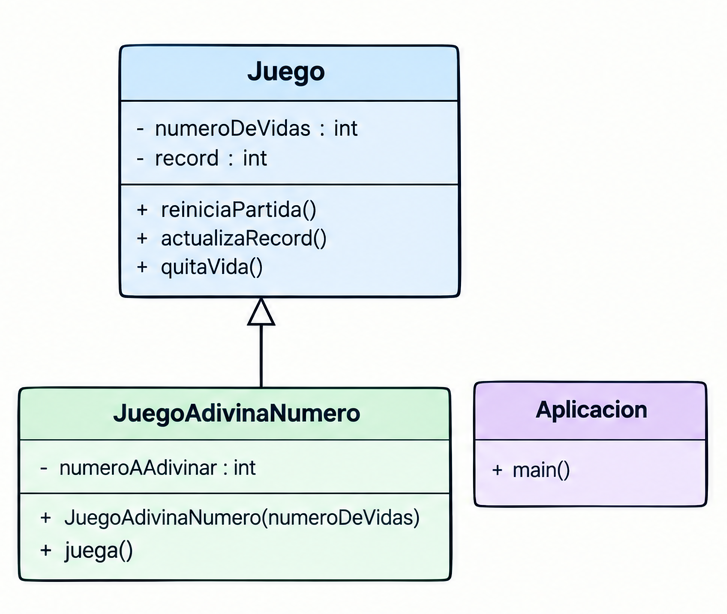 Juego
- numeroDeVidas : int
- record : int
+ reiniciaPartida()
+ actualizaRecord()
+ quitaVida()
JuegoAdivinaNumero
- numeroAAdivinar : int
+ JuegoAdivinaNumero(numeroDeVidas)
+ juega()
Aplicacion
+ main()